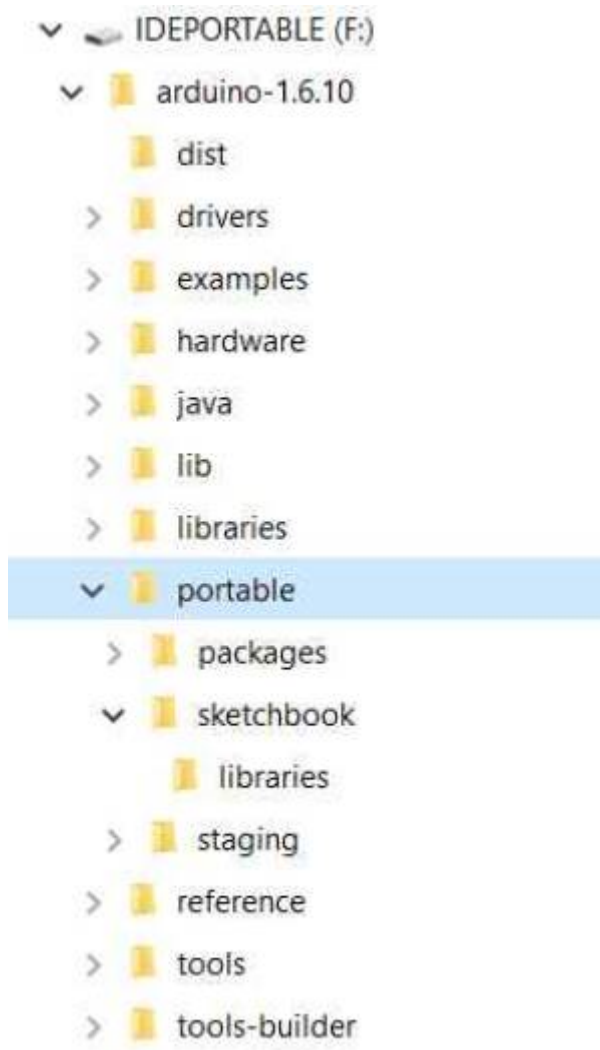 IDEPORTABLE (F:)
arduino-1.6.10
dist
drivers
examples
hardware
java
lib
libraries
portable
packages
sketchbook
libraries
staging
reference
tools
tools-builder